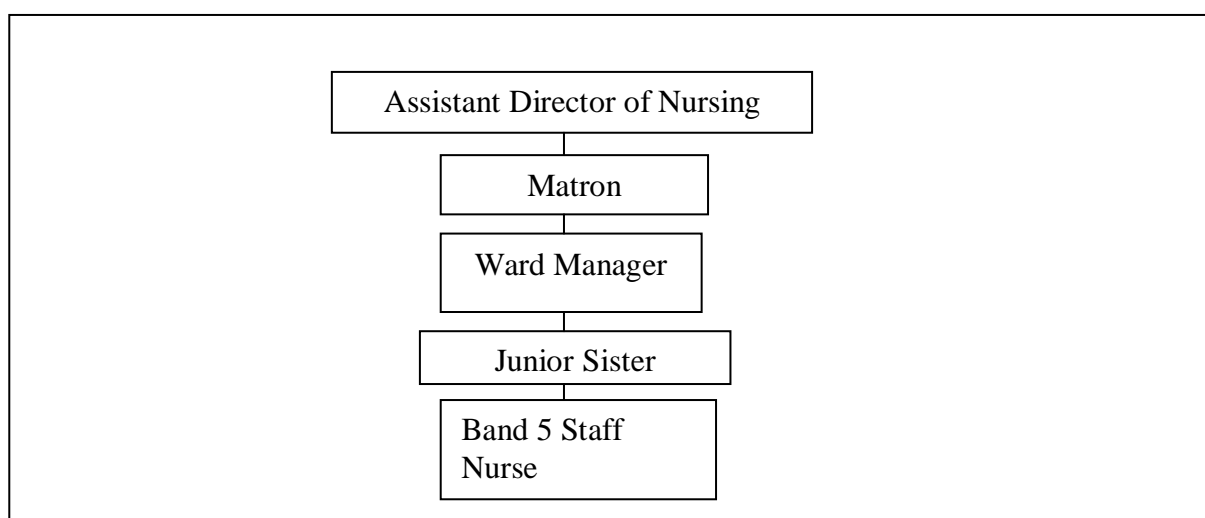 Assistant Director of Nursing
Matron
Ward Manager
Junior Sister
Band 5 Staff
Nurse